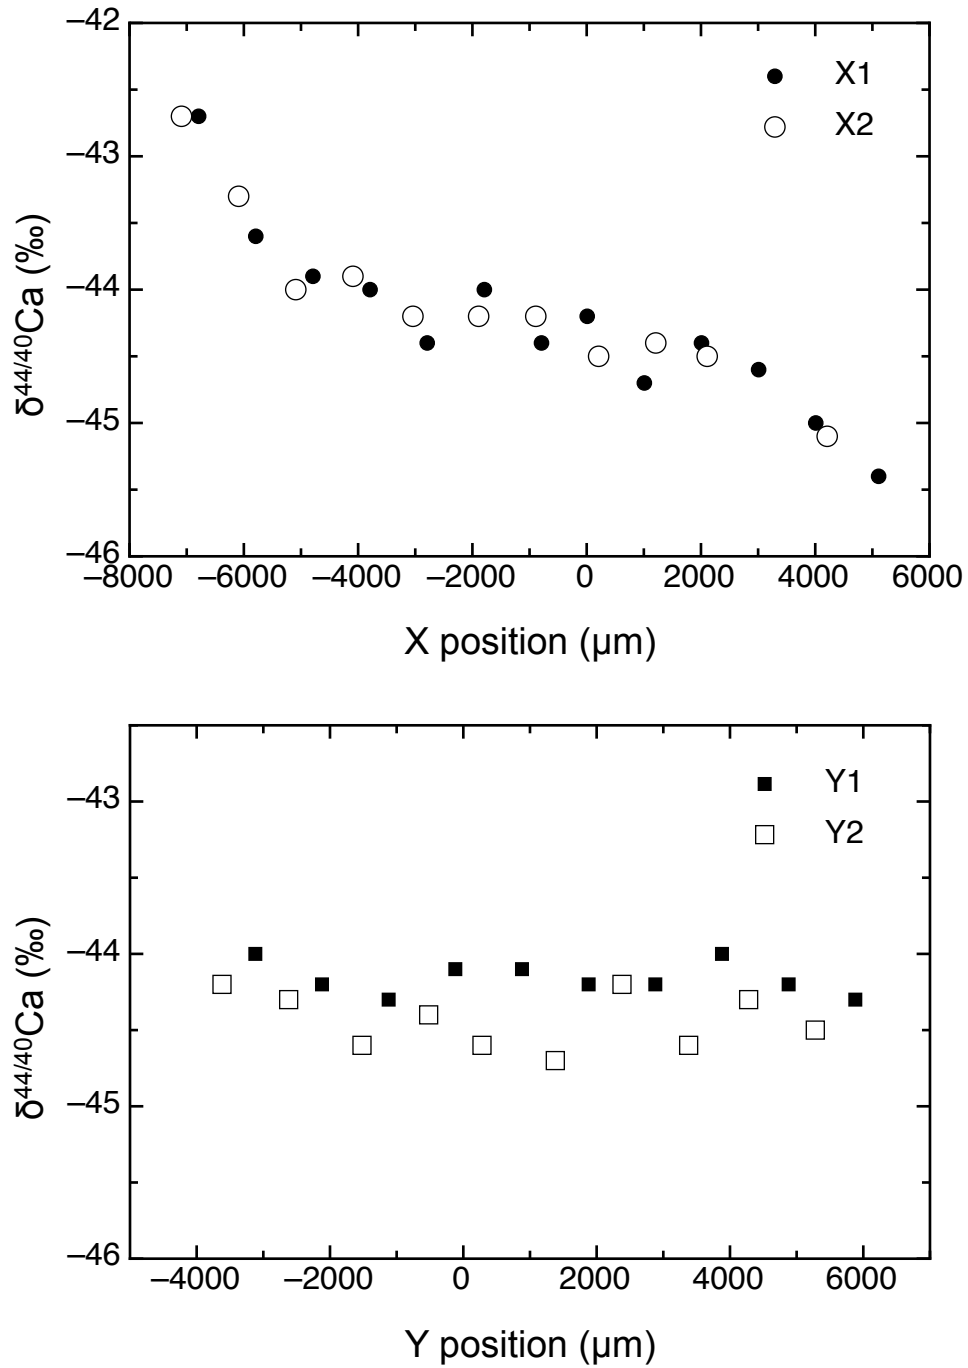 −42
−43
−44
−45
−46
δ44/40Ca (‰)
X1
X2
−8000 −6000 −4000 −2000 0 2000 4000 6000
X position (μm)
−43
−44
−45
−46
δ44/40Ca (‰)
Y1
Y2
−4000 −2000 0 2000 4000 6000
Y position (μm)